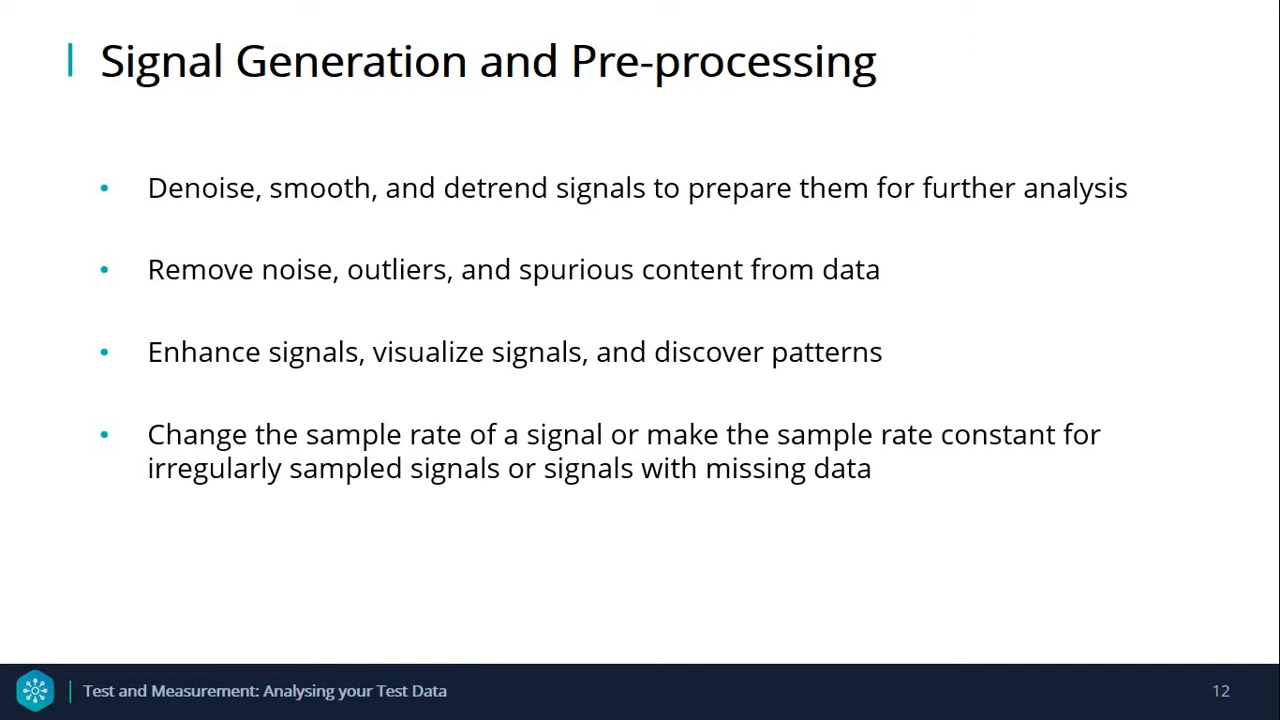 Signal Generation and Pre-processing
• Denoise, smooth, and detrend signals to prepare them for further analysis
• Remove noise, outliers, and spurious content from data
• Enhance signals, visualize signals, and discover patterns
• Change the sample rate of a signal or make the sample rate constant for
irregularly sampled signals or signals with missing data
Test and Measurement: Analysing your Test Data
12